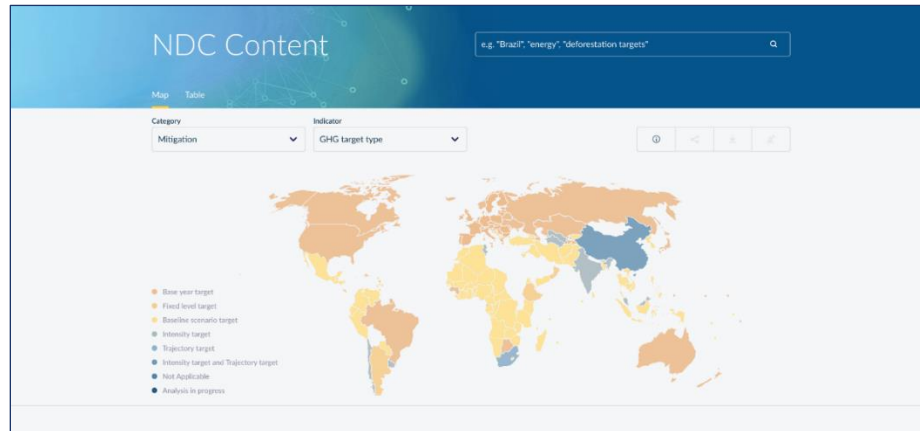 NDC Content
e.g. "Brazil", "energy", "deforestation targets"
Map Table
Category
Indicator
Mitigation
GHG target type
Base year target
Fixed level target
Baseline scenario target
Intensity target
Trajectory target
Intensity target and Trajectory target
Not Applicable
Analysis in progress